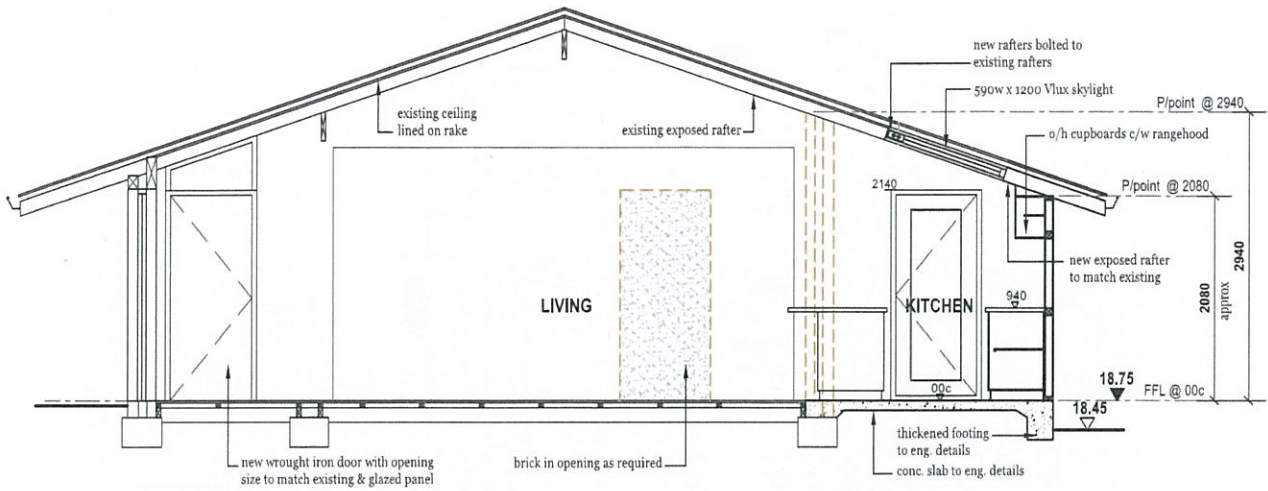 new rafters bolted to
existing rafters
590w x 1200 Vlux skylight
P/point @ 2940
existing ceiling
lined on rake
existing exposed rafter
o/h cupboards c/w rangehood
2140
P/point @ 2080
new exposed rafter
to match existing
2080
approx
2940
LIVING
KITCHEN
940
00c
18.75
FFL @ 00c
18.45
new wrought iron door with opening
size to match existing & glazed panel
brick in opening as required
thickened footing
to eng. details
conc. slab to eng. details